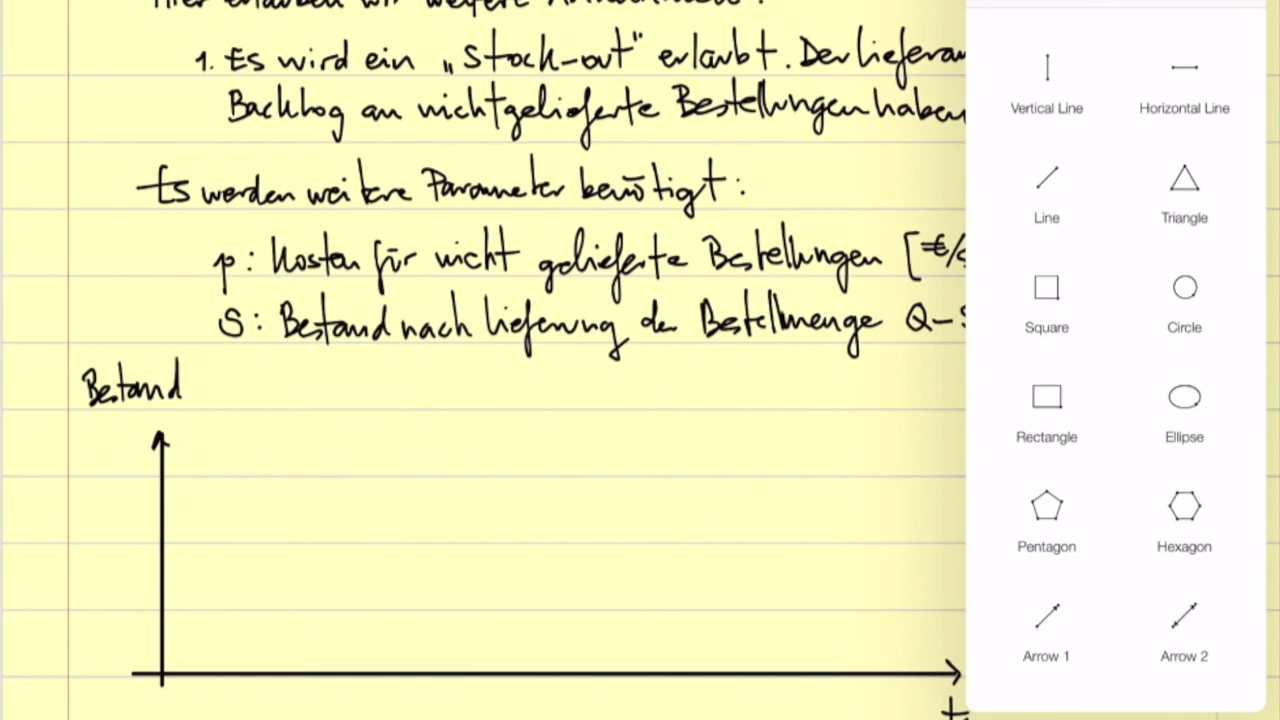 1. Es wird ein „Stock-out" erlaubt. Der Lieferan
Backlog an nicht gelieferte Bestellungen haben
Es werden weitere Parameter benötigt:
p: Kosten für nicht gelieferte Bestellungen [€/
S: Bestand nach Lieferung der Bestellmenge Q-S
Bestand
t
Vertical Line
Horizontal Line
Line
Triangle
Square
Circle
Rectangle
Ellipse
Pentagon
Hexagon
Arrow 1
Arrow 2